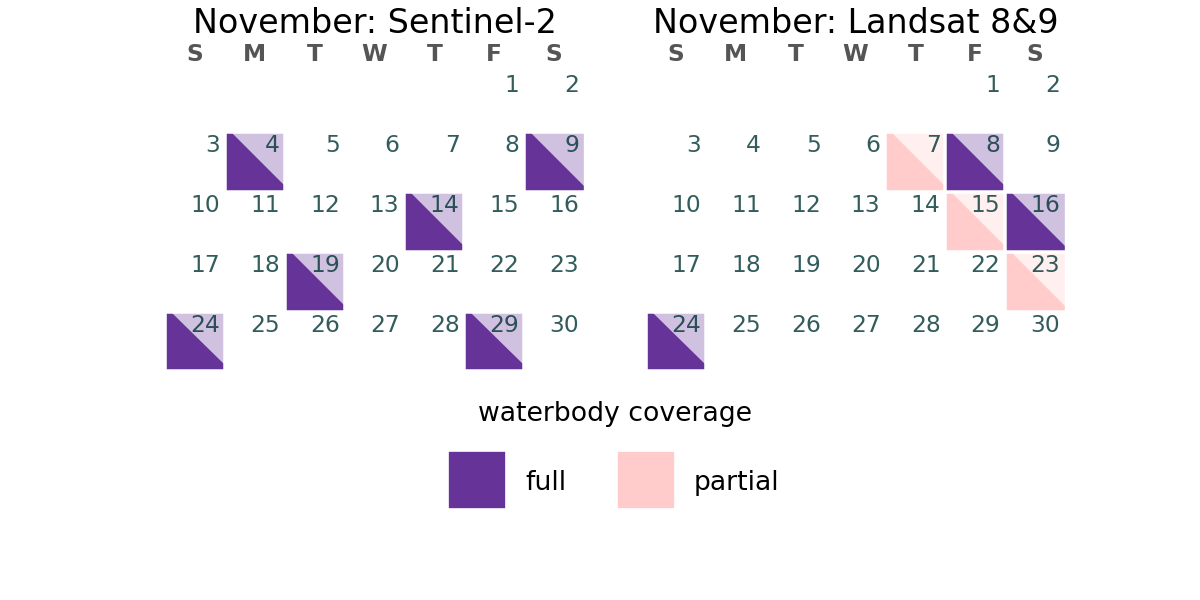 November: Sentinel-2
S M T W T F S
1 2
3 4 5 6 7 8 9
10 11 12 13 14 15 16
17 18 19 20 21 22 23
24 25 26 27 28 29 30
November: Landsat 8&9
S M T W T F S
1 2
3 4 5 6 7 8 9
10 11 12 13 14 15 16
17 18 19 20 21 22 23
24 25 26 27 28 29 30
waterbody coverage
full
partial